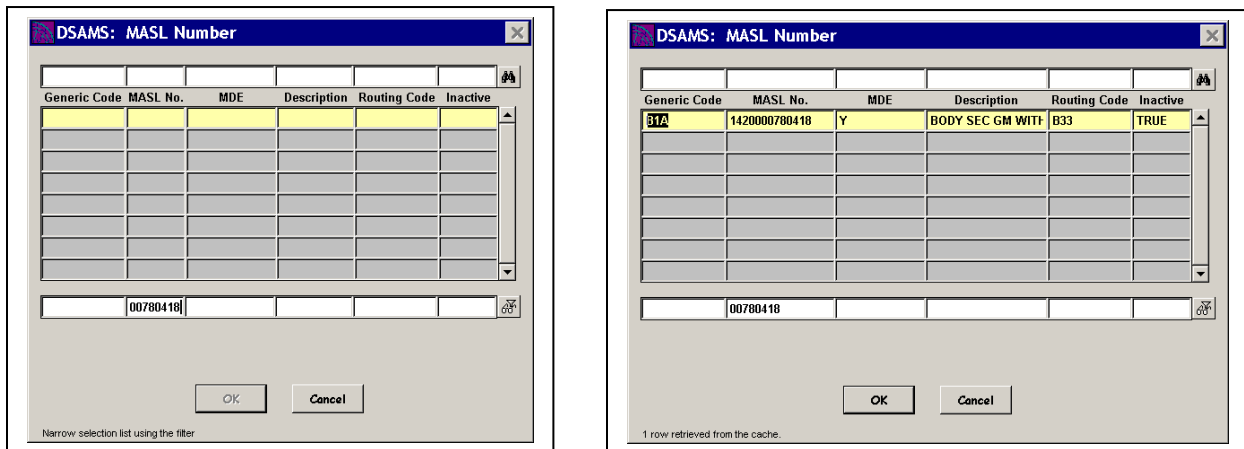 DSAMS: MASL Number
Generic Code MASL No. MDE Description Routing Code Inactive
00780418
OK Cancel
Narrow selection list using the filter
DSAMS: MASL Number
Generic Code MASL No. MDE Description Routing Code Inactive
B1A 1420000780418 Y BODY SEC GM WITH B33 TRUE
00780418
OK Cancel
1 row retrieved from the cache.